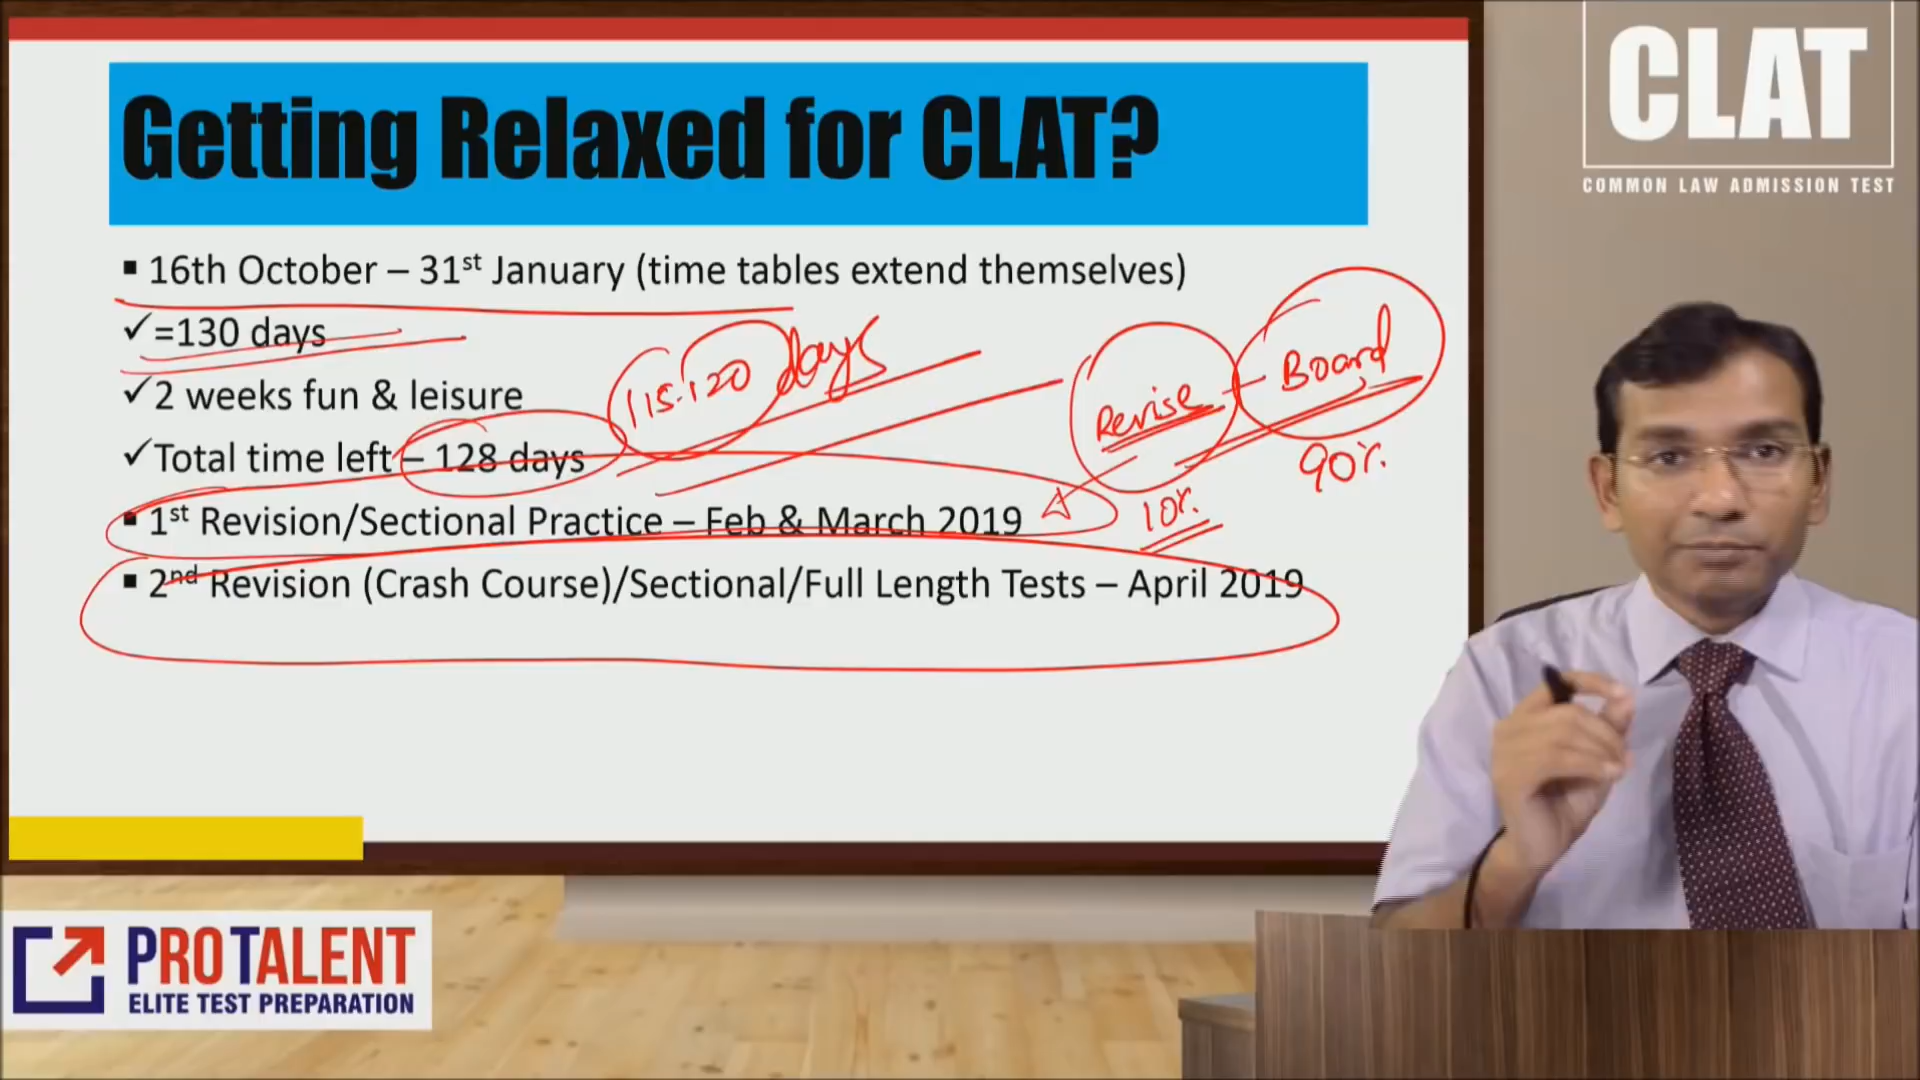 CLAT
COMMON LAW ADMISSION TEST
Getting Relaxed for CLAT?
▪ 16th October – 31st January (time tables extend themselves)
✓=130 days
✓2 weeks fun & leisure
115-120 days
Revise - Board
✓Total time left – 128 days
90%
10%
▪ 1st Revision/Sectional Practice – Feb & March 2019
▪ 2nd Revision (Crash Course)/Sectional/Full Length Tests – April 2019
PROTALENT
ELITE TEST PREPARATION